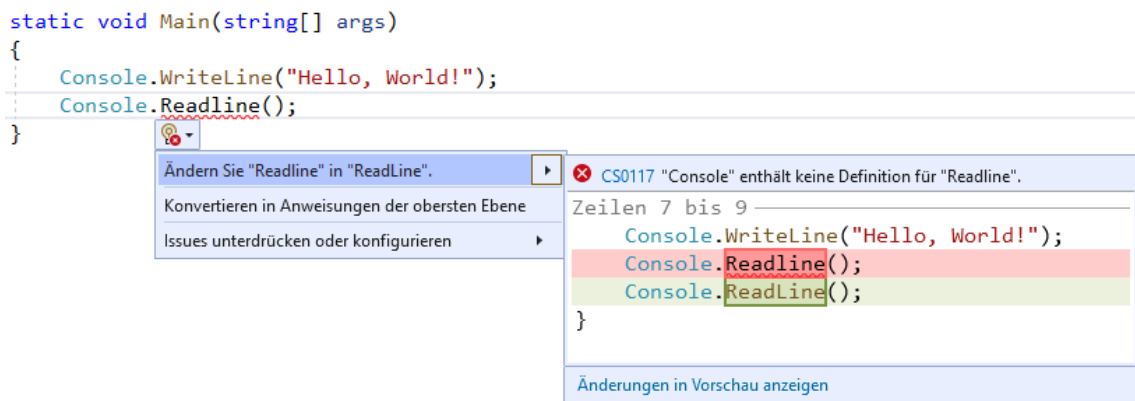 static void Main(string[] args)
{
Console.WriteLine("Hello, World!");
Console.Readline();
}
Ändern Sie "Readline" in "ReadLine".
Konvertieren in Anweisungen der obersten Ebene
Issues unterdrücken oder konfigurieren
CS0117 "Console" enthält keine Definition für "Readline".
Zeilen 7 bis 9
Console.WriteLine("Hello, World!");
Console.Readline();
Console.ReadLine();
}
Änderungen in Vorschau anzeigen